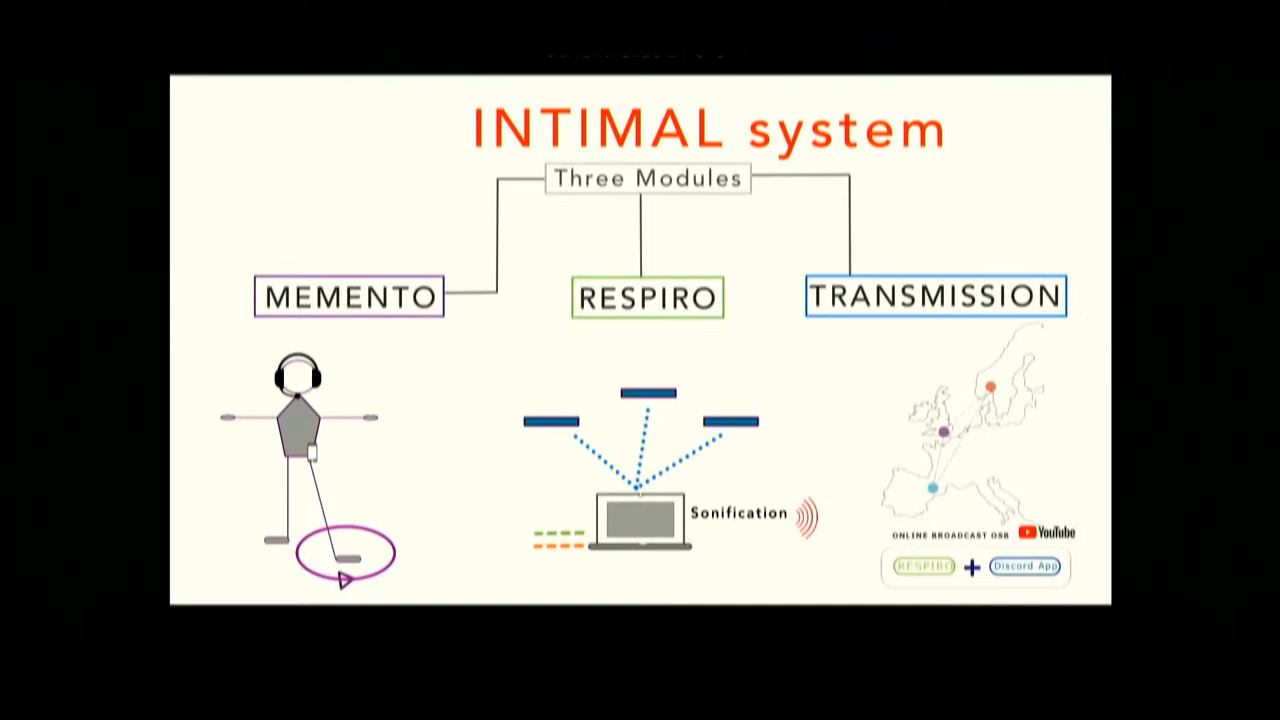 INTIMAL system
Three Modules
MEMENTO
RESPIRO
TRANSMISSION
Sonification
ONLINE BROADCAST OSB YouTube
RESPIRO + Discord App